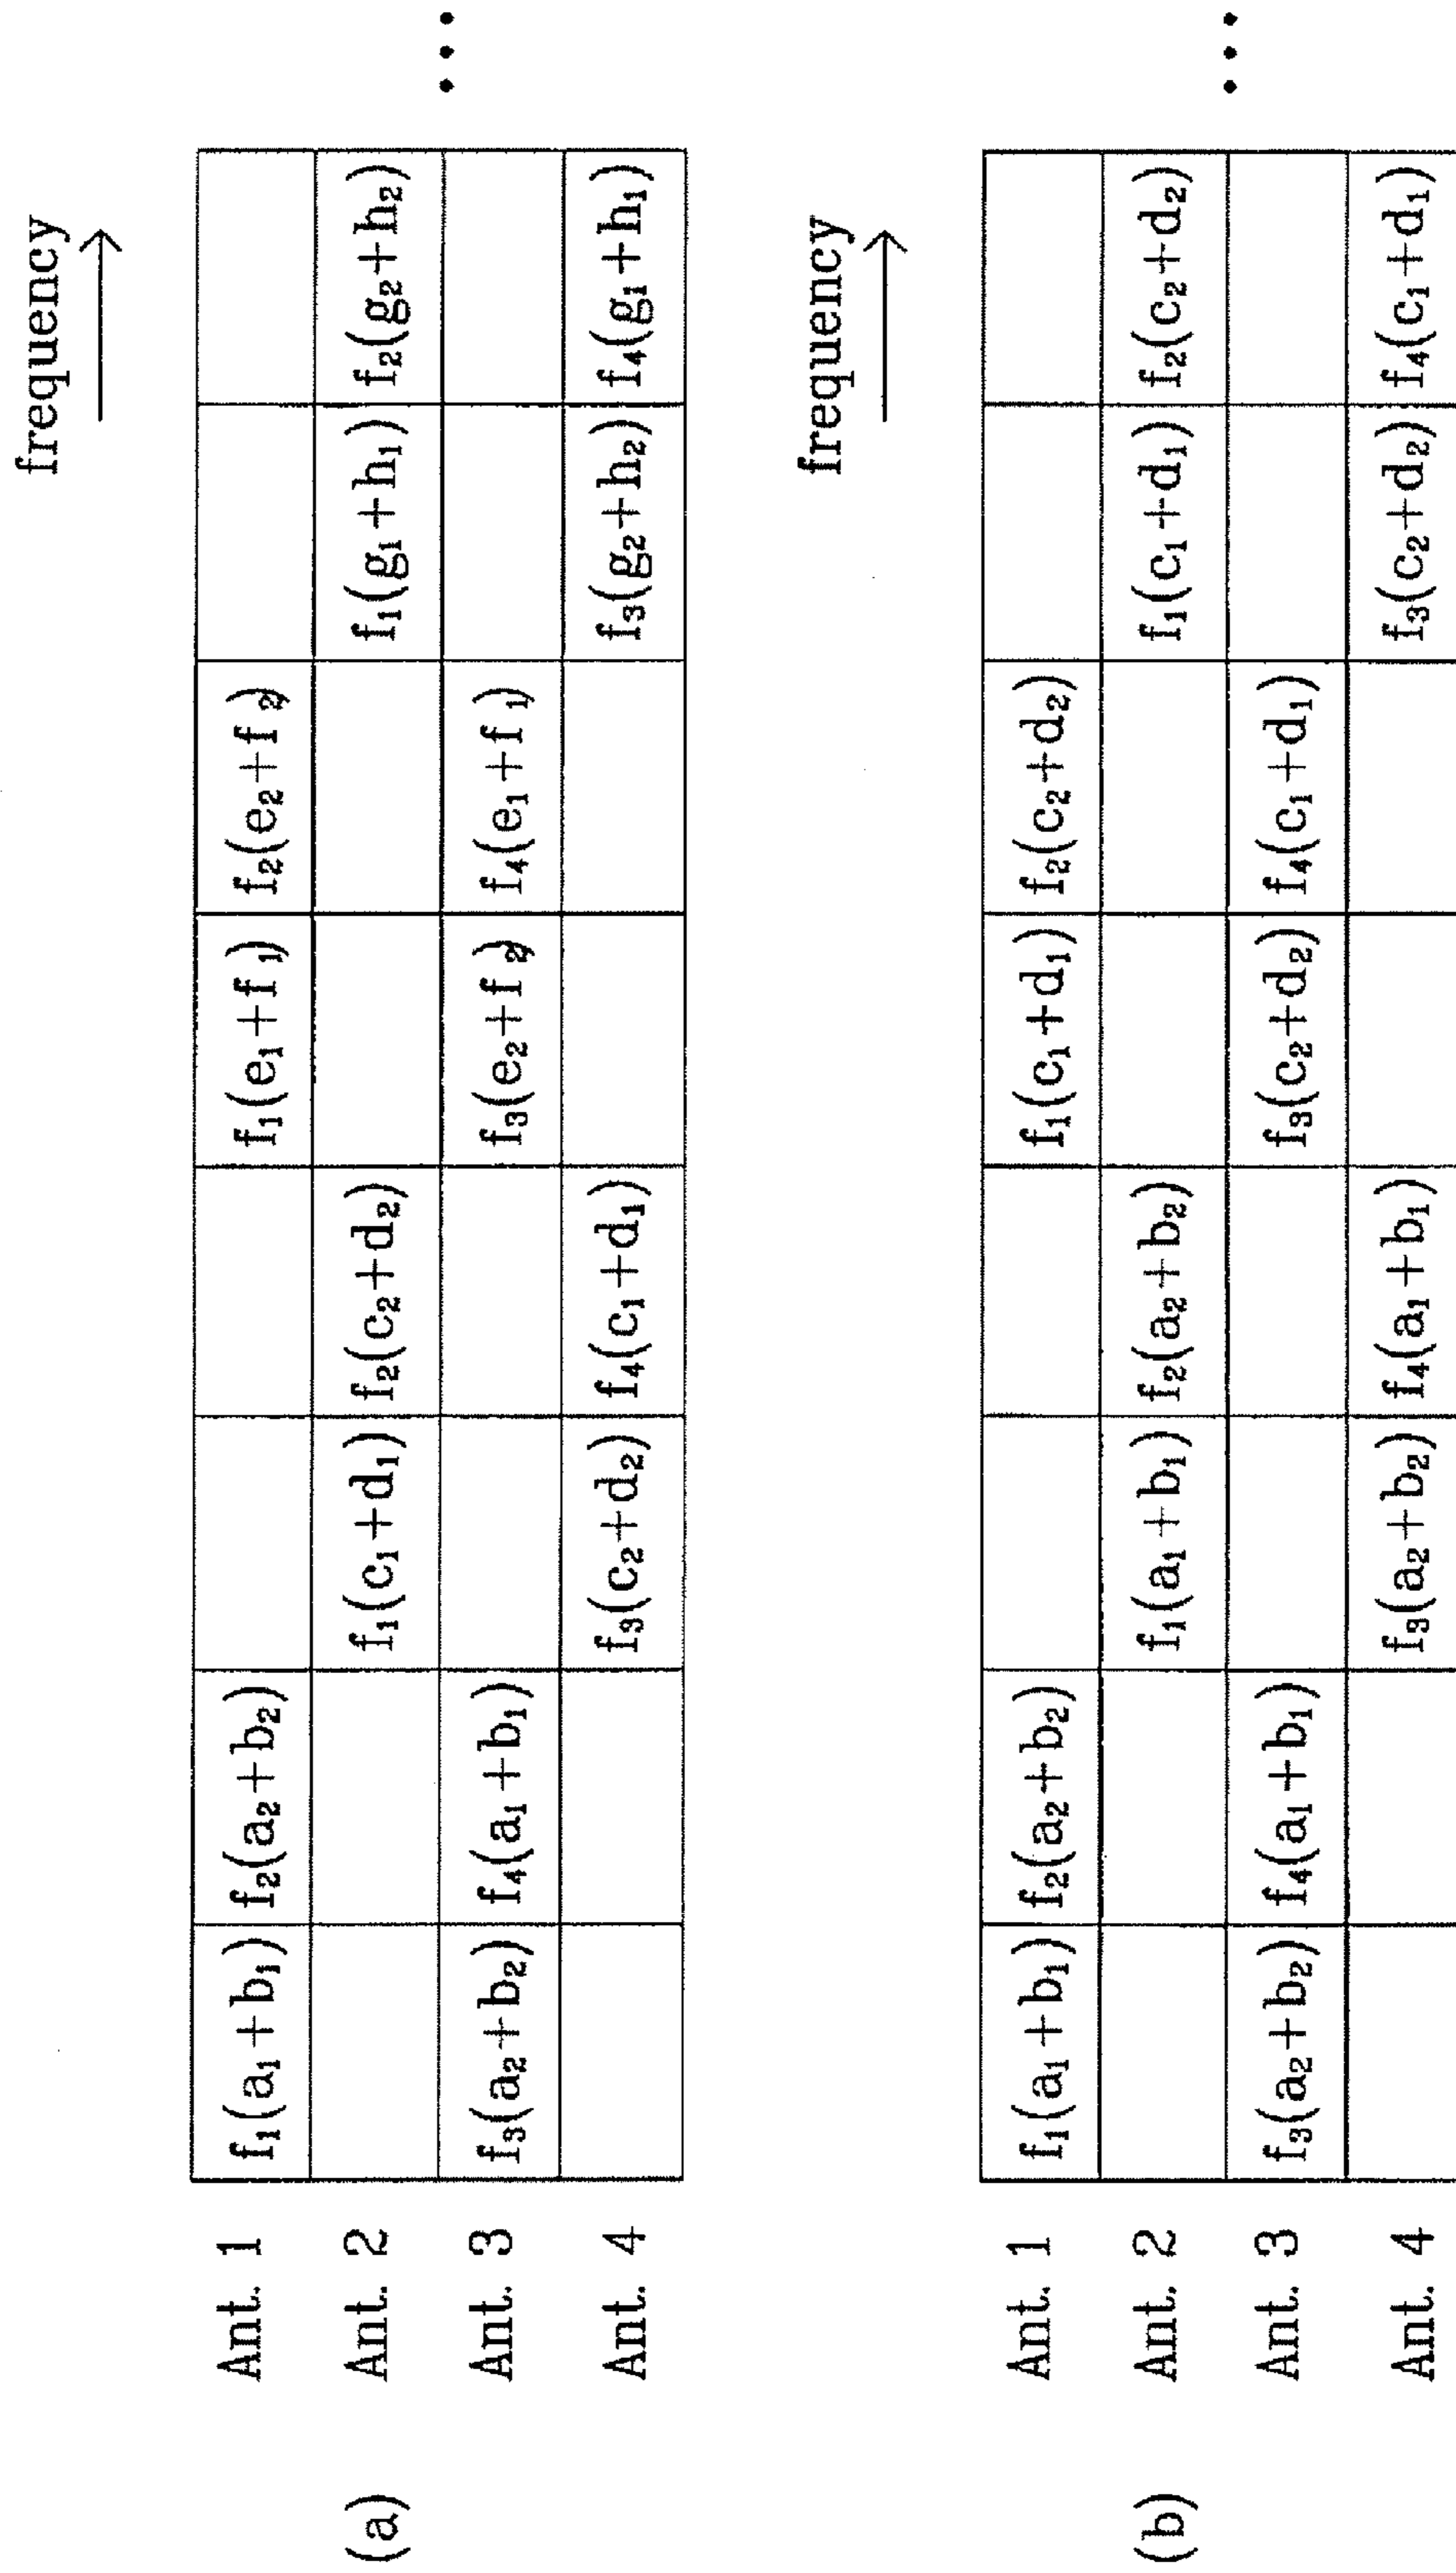 frequency
(a)
Ant. 1 f₁(a₁+b₁) f₂(a₂+b₂) f₁(e₁+f₁) f₂(e₂+f₂)
Ant. 2 f₁(c₁+d₁) f₂(c₂+d₂) f₁(g₁+h₁) f₂(g₂+h₂) ...
Ant. 3 f₃(a₂+b₂) f₄(a₁+b₁) f₃(e₂+f₂) f₄(e₁+f₁)
Ant. 4 f₃(c₂+d₂) f₄(c₁+d₁) f₃(g₂+h₂) f₄(g₁+h₁)
frequency
(b)
Ant. 1 f₁(a₁+b₁) f₂(a₂+b₂) f₁(c₁+d₁) f₂(c₂+d₂)
Ant. 2 f₁(a₁+b₁) f₂(a₂+b₂) f₁(c₁+d₁) f₂(c₂+d₂)
Ant. 3 f₃(a₂+b₂) f₄(a₁+b₁) f₃(c₂+d₂) f₄(c₁+d₁) ...
Ant. 4 f₃(a₂+b₂) f₄(a₁+b₁) f₃(c₂+d₂) f₄(c₁+d₁)